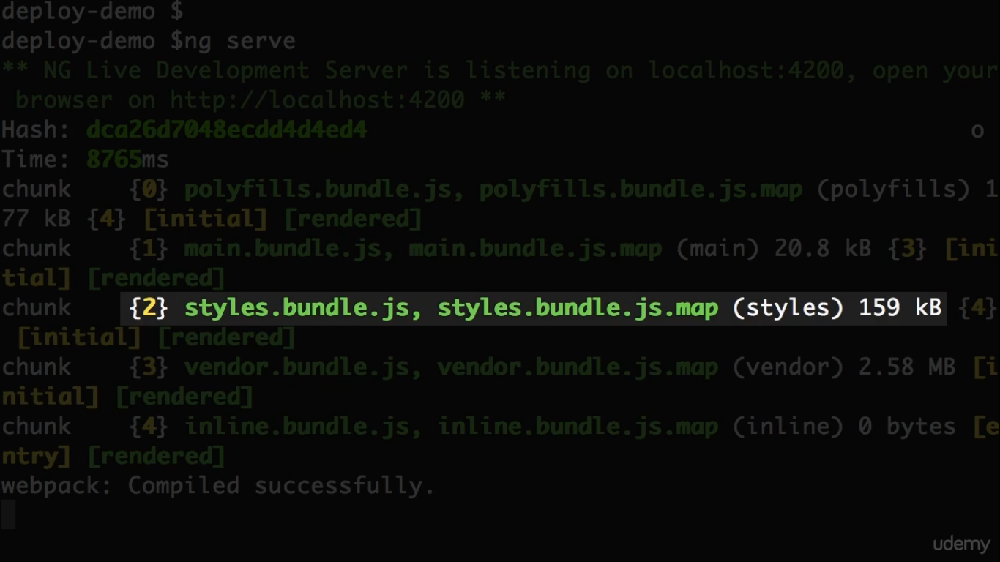 deploy-demo $
deploy-demo $ng serve
** NG Live Development Server is listening on localhost:4200, open your
browser on http://localhost:4200 **
Hash: dca26d7048ecdd4d4ed4 o
Time: 8765ms
chunk {0} polyfills.bundle.js, polyfills.bundle.js.map (polyfills) 1
77 kB {4} [initial] [rendered]
chunk {1} main.bundle.js, main.bundle.js.map (main) 20.8 kB {3} [ini
tial] [rendered]
chunk {2} styles.bundle.js, styles.bundle.js.map (styles) 159 kB {4}
[initial] [rendered]
chunk {3} vendor.bundle.js, vendor.bundle.js.map (vendor) 2.58 MB [i
nitial] [rendered]
chunk {4} inline.bundle.js, inline.bundle.js.map (inline) 0 bytes [e
ntry] [rendered]
webpack: Compiled successfully.
udemy